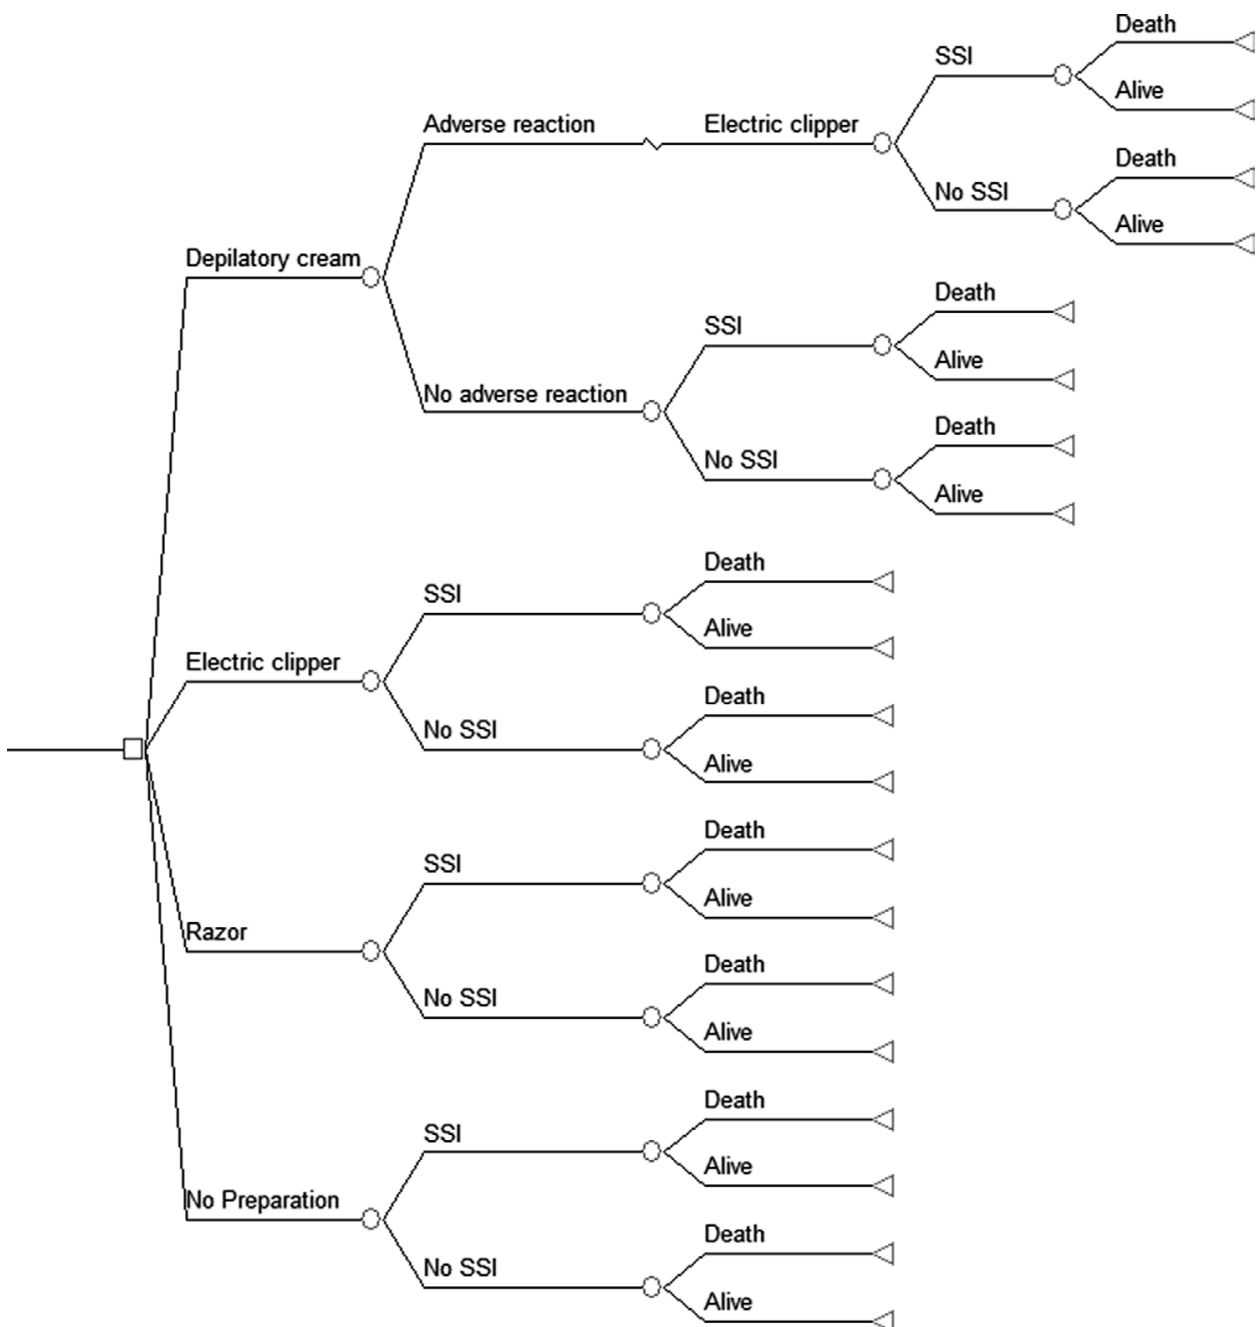 Death
SSI
Alive
Adverse reaction
Electric clipper
Death
No SSI
Alive
Depilatory cream
Death
SSI
Alive
No adverse reaction
Death
No SSI
Alive
Death
SSI
Alive
Electric clipper
Death
No SSI
Alive
Death
SSI
Alive
Razor
Death
No SSI
Alive
Death
SSI
Alive
No Preparation
Death
No SSI
Alive